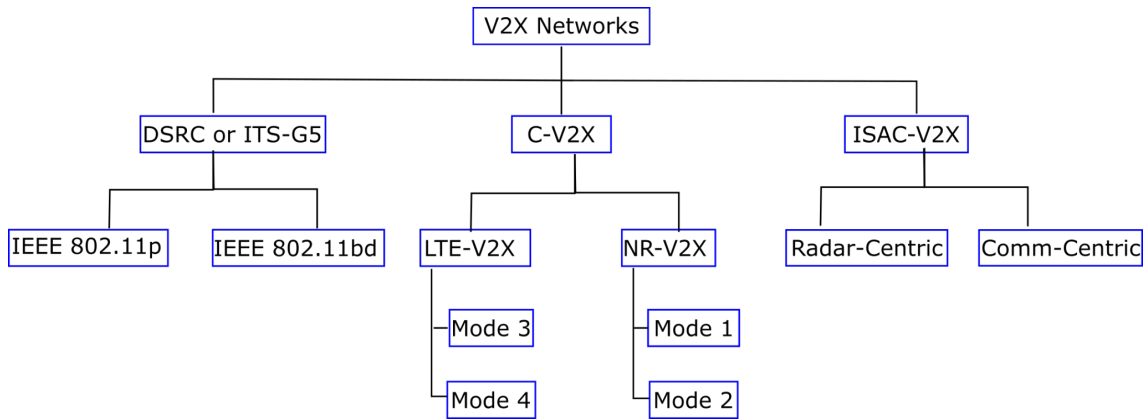 V2X Networks
DSRC or ITS-G5
C-V2X
ISAC-V2X
IEEE 802.11p
IEEE 802.11bd
LTE-V2X
NR-V2X
Radar-Centric
Comm-Centric
Mode 3
Mode 1
Mode 4
Mode 2